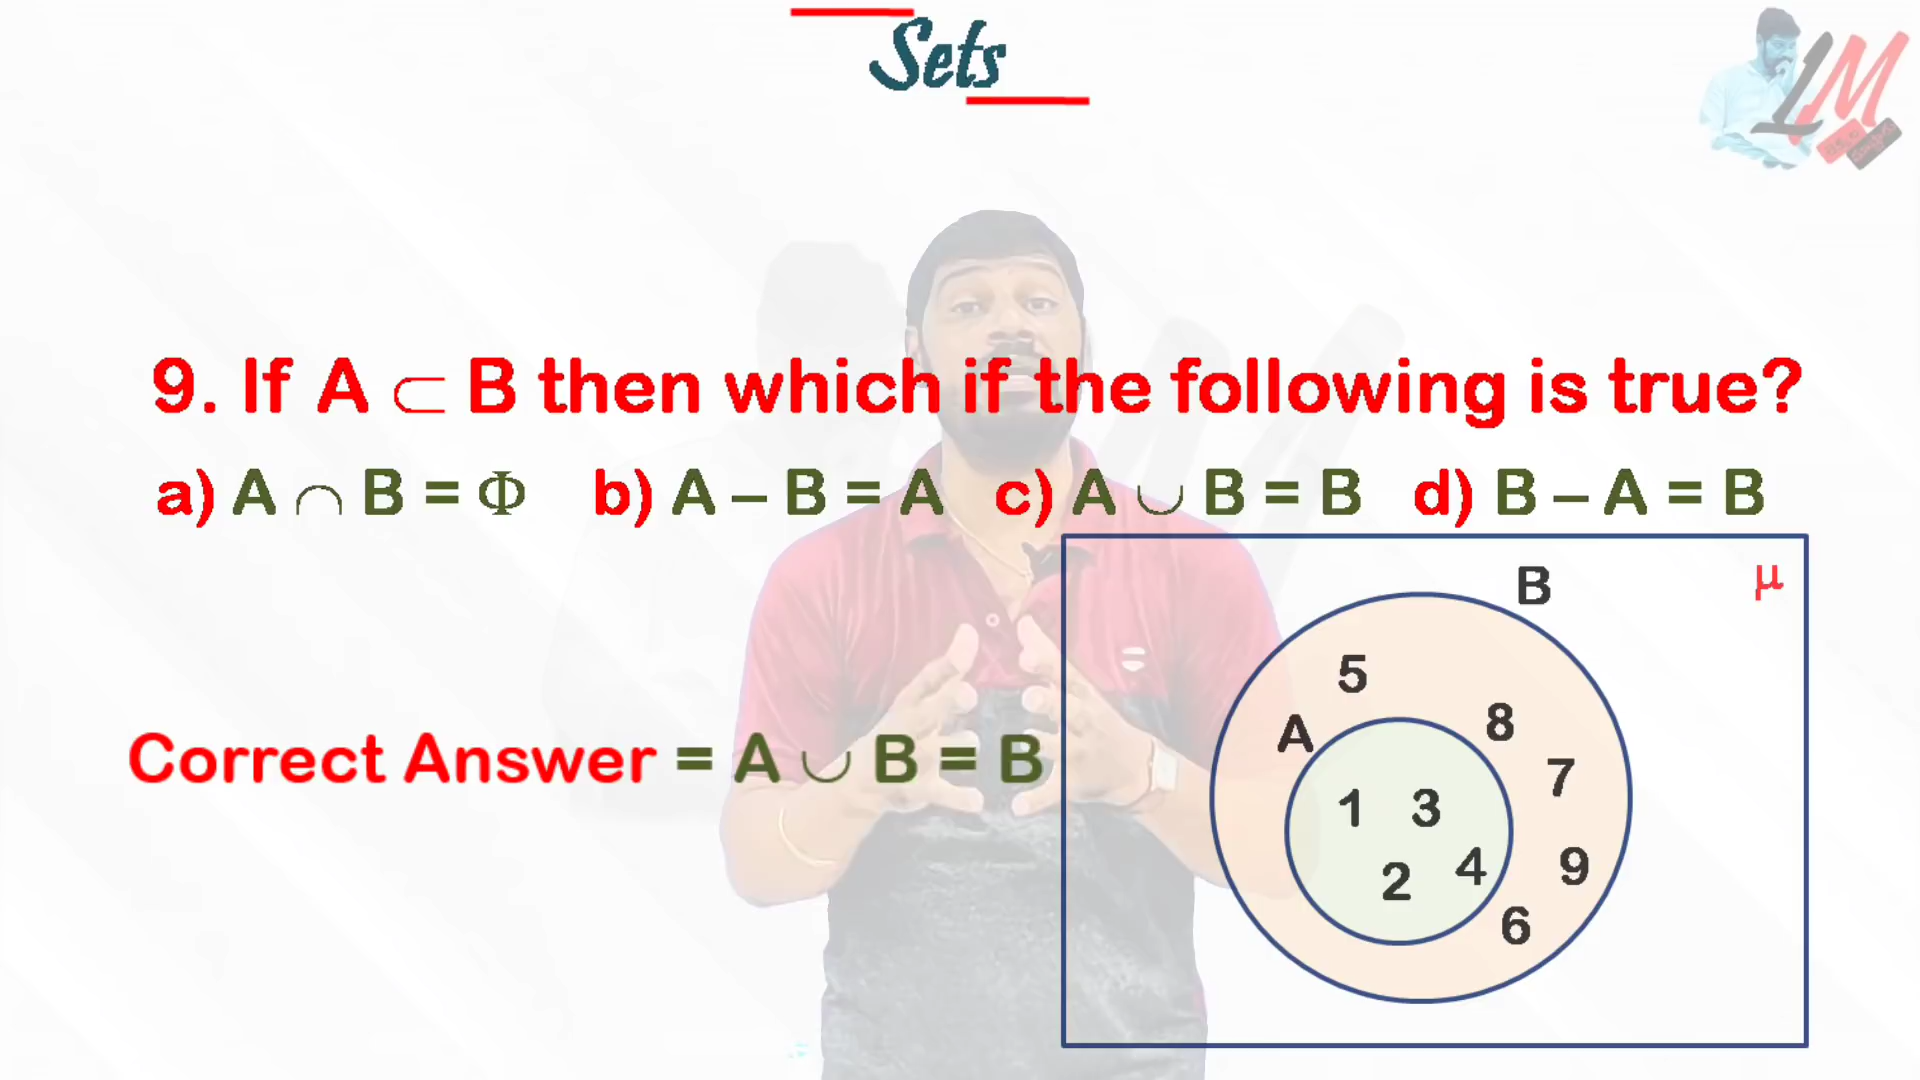 Sets
LM
9. If A ⊂ B then which if the following is true?
a) A ∩ B = Φ b) A – B = A c) A ∪ B = B d) B – A = B
B μ
5
A 8
7
1 3
Correct Answer = A ∪ B = B
2 4 9
6